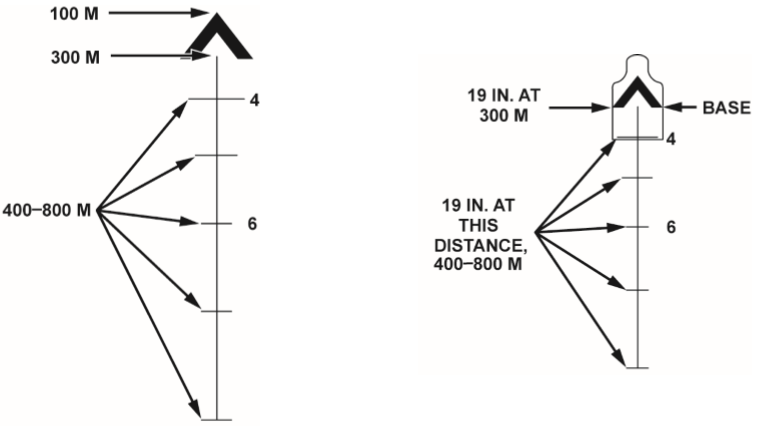 100 M
300 M
4
400–800 M
6
19 IN. AT
300 M
BASE
4
19 IN. AT
THIS
DISTANCE,
400–800 M
6